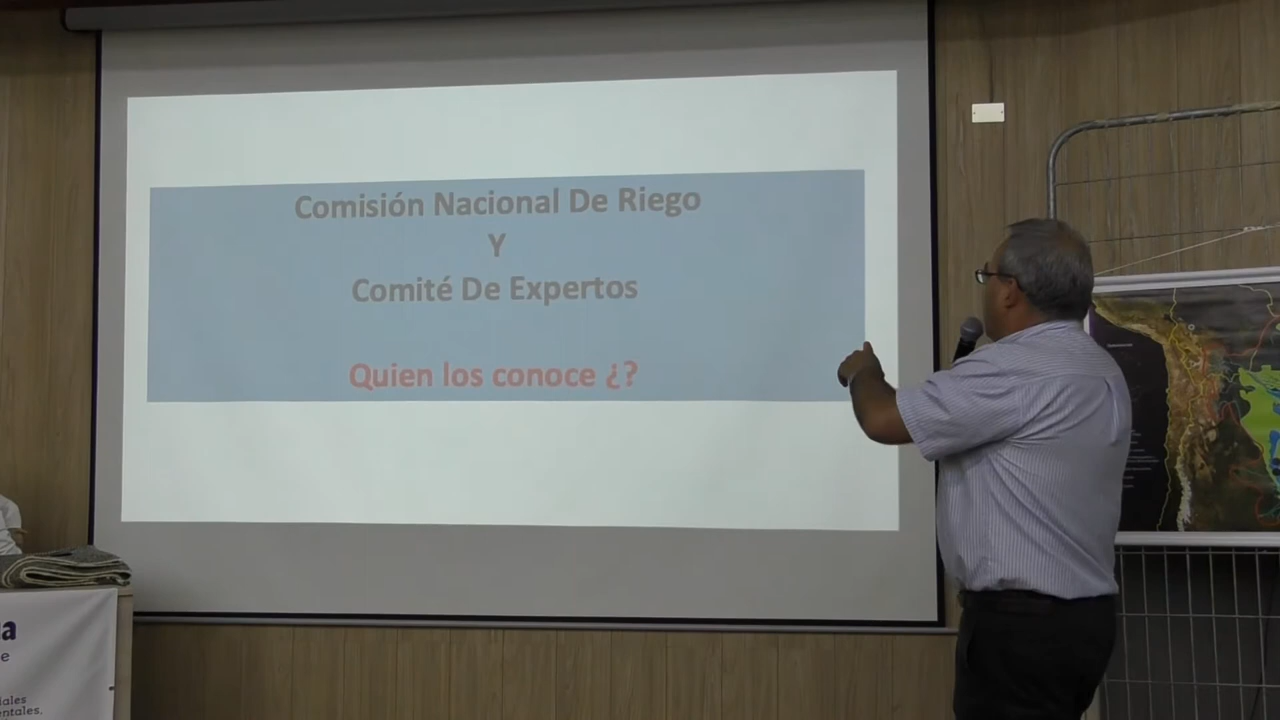 Comisión Nacional De Riego
Y
Comité De Expertos
Quien los conoce ¿?